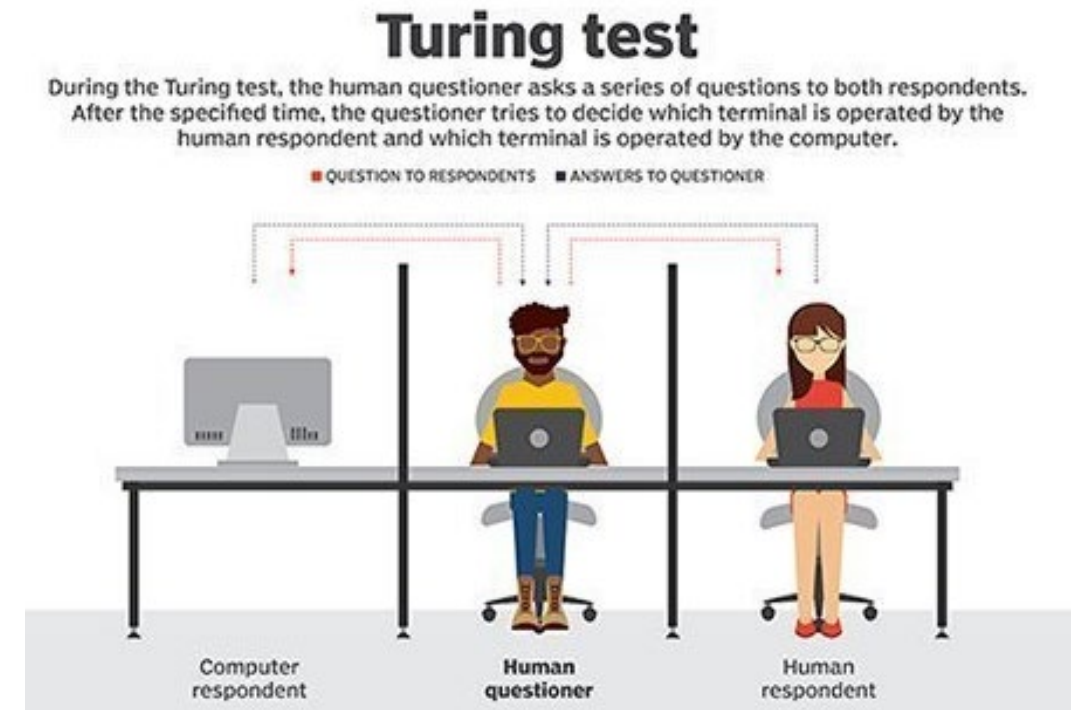 Turing test
During the Turing test, the human questioner asks a series of questions to both respondents.
After the specified time, the questioner tries to decide which terminal is operated by the
human respondent and which terminal is operated by the computer.
QUESTION TO RESPONDENTS ANSWERS TO QUESTIONER
Computer
respondent
Human
questioner
Human
respondent